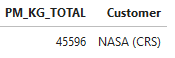 PM_KG_TOTAL Customer
45596 NASA (CRS)